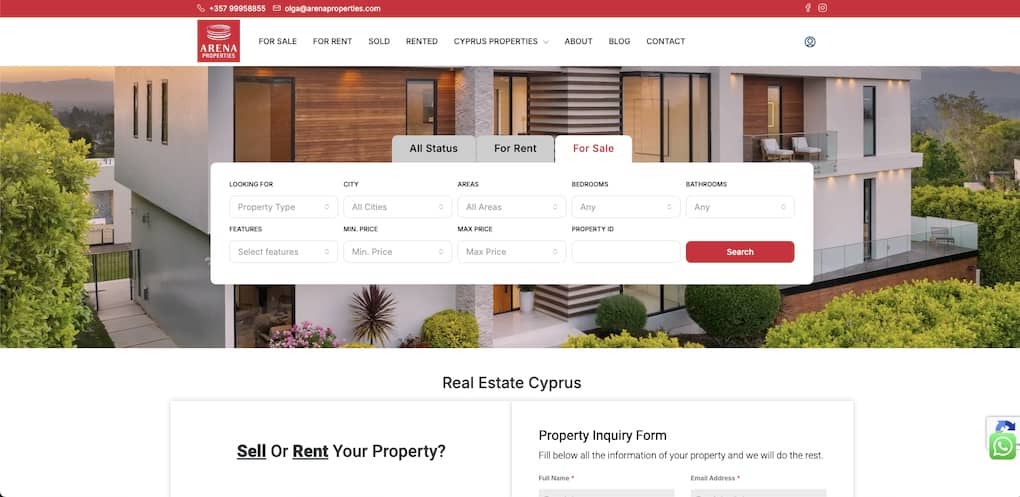 +357 99958855 olga@arenaproperties.com
ARENA
PROPERTIES
FOR SALE FOR RENT SOLD RENTED CYPRUS PROPERTIES ABOUT BLOG CONTACT
All Status For Rent For Sale
LOOKING FOR CITY AREAS BEDROOMS BATHROOMS
Property Type All Cities All Areas Any Any
FEATURES MIN. PRICE MAX PRICE PROPERTY ID
Select features Min. Price Max Price Search
Real Estate Cyprus
Sell Or Rent Your Property?
Property Inquiry Form
Fill below all the information of your property and we will do the rest.
Full Name * Email Address *